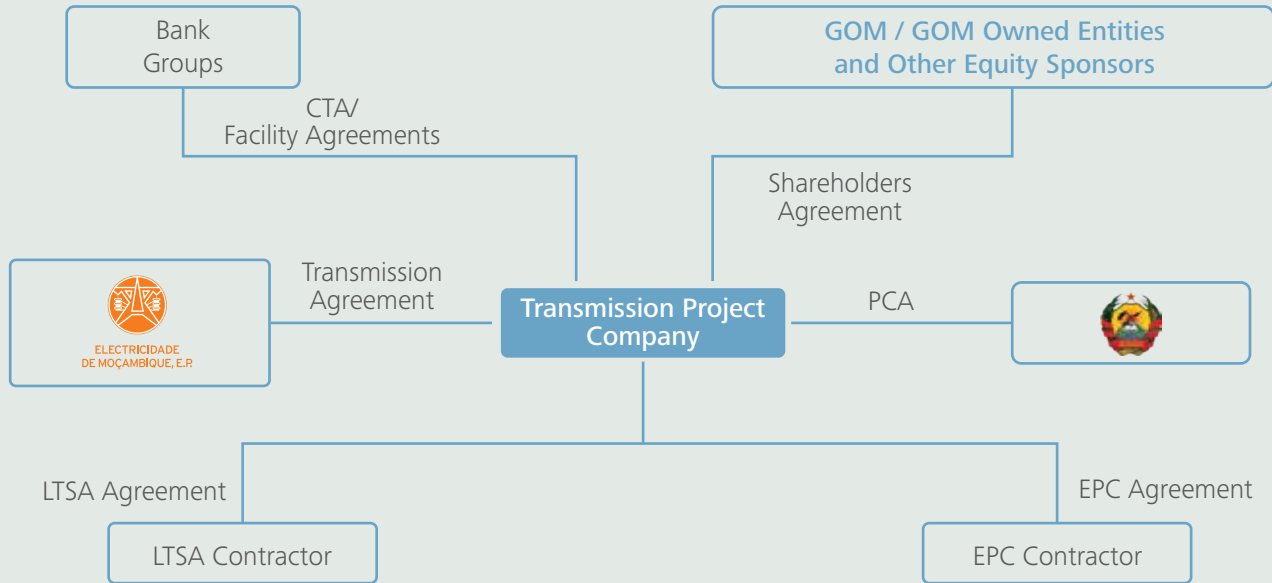 Bank
Groups
GOM / GOM Owned Entities
and Other Equity Sponsors
CTA/
Facility Agreements
Shareholders
Agreement
Transmission
Agreement
ELECTRICIDADE
DE MOÇAMBIQUE, E.P.
Transmission Project
Company
PCA
LTSA Agreement
EPC Agreement
LTSA Contractor
EPC Contractor